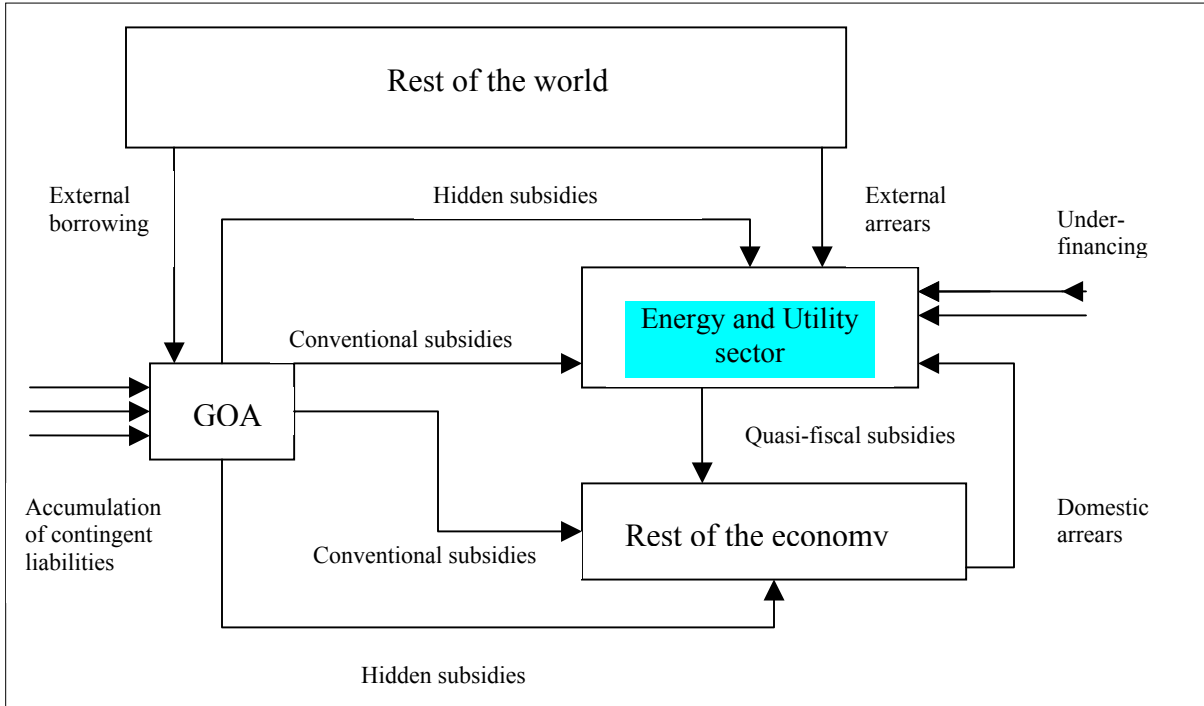 Rest of the world
External
borrowing
Hidden subsidies
External
arrears
Under-
financing
Energy and Utility
sector
Conventional subsidies
GOA
Quasi-fiscal subsidies
Accumulation
of contingent
liabilities
Rest of the economy
Domestic
arrears
Conventional subsidies
Hidden subsidies